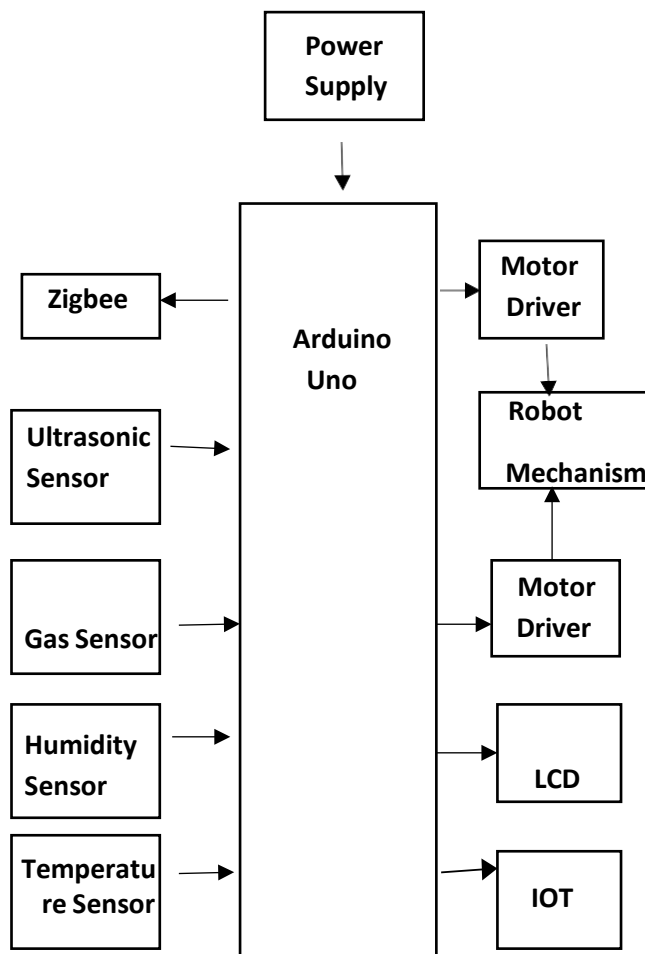 Power
Supply
Zigbee
Motor
Driver
Arduino
Uno
Robot
Mechanism
Ultrasonic
Sensor
Gas Sensor
Motor
Driver
Humidity
Sensor
LCD
Temperatu
re Sensor
IOT